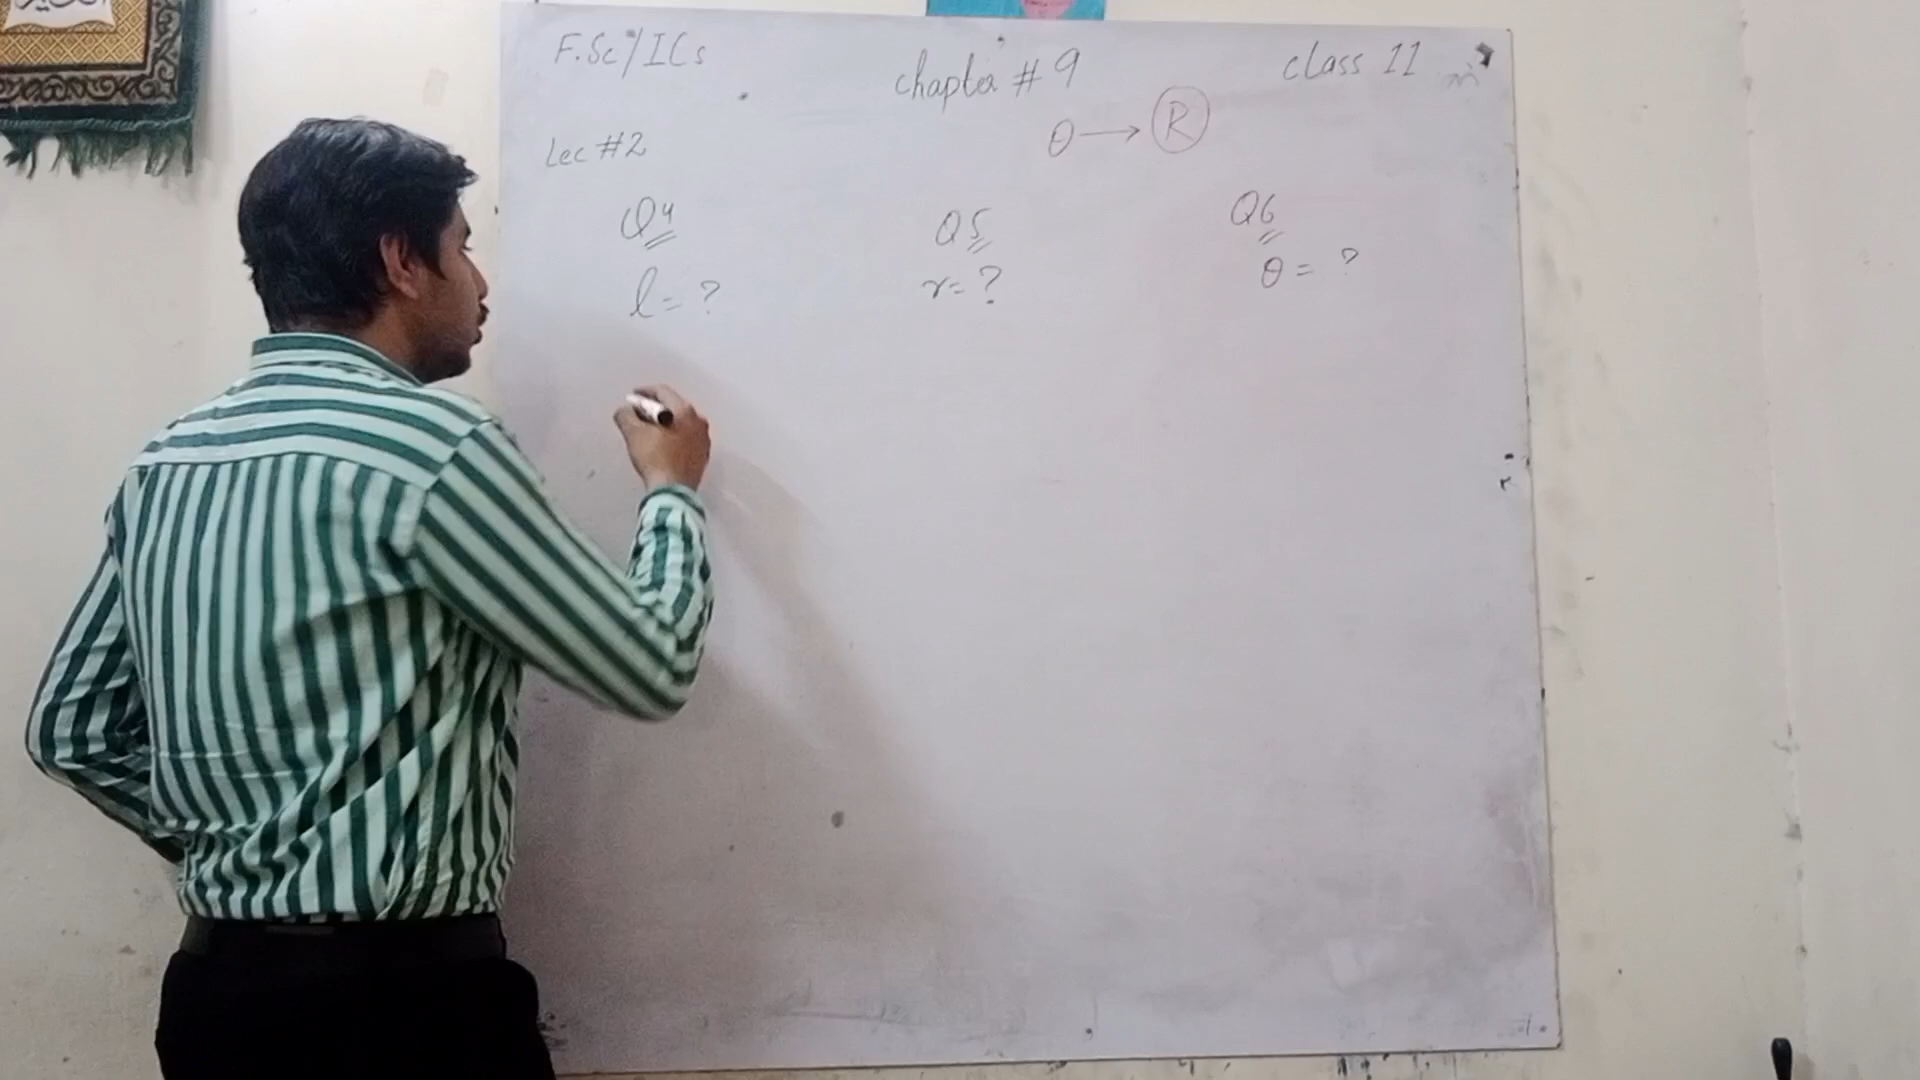 F.Sc/ICs
Chapter # 9
class 11
Lec #2
θ → R
Q4
l = ?
Q5
r = ?
Q6
θ = ?